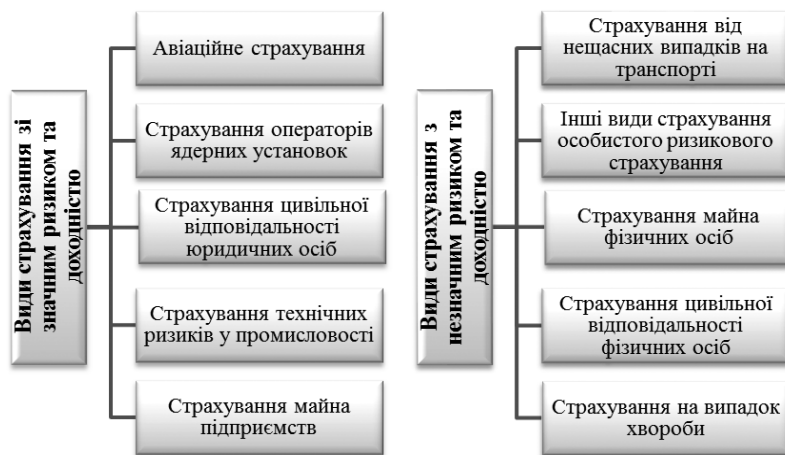 Види страхування зі
значним ризиком та
доходністю
Авіаційне страхування
Страхування операторів
ядерних установок
Страхування цивільної
відповідальності
юридичних осіб
Страхування технічних
ризиків у промисловості
Страхування майна
підприємств
Види страхування з
незначним ризиком та
доходністю
Страхування від
нещасних випадків на
транспорті
Інші види страхування
особистого ризикового
страхування
Страхування майна
фізичних осіб
Страхування цивільної
відповідальності
фізичних осіб
Страхування на випадок
хвороби